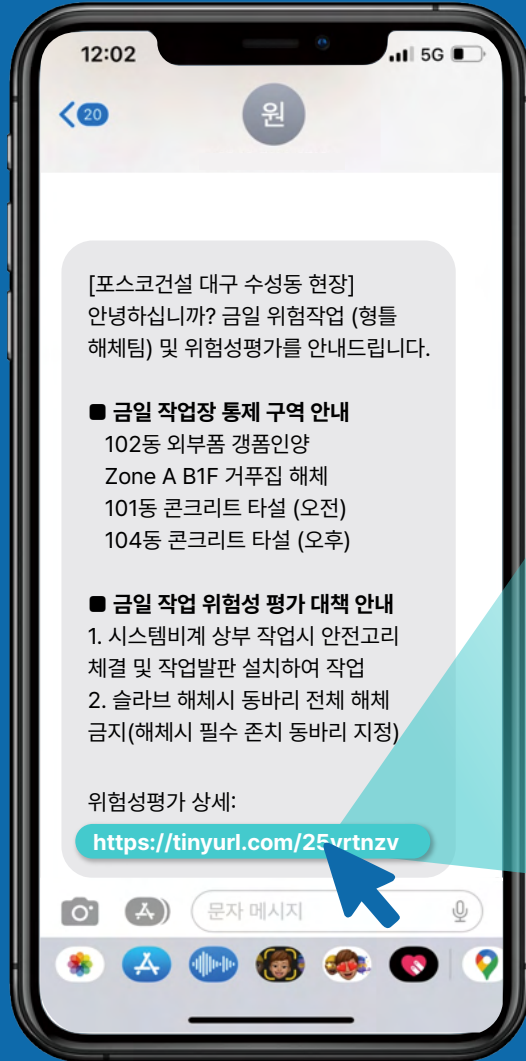 12:02
5G
20
원
[포스코건설 대구 수성동 현장]
안녕하십니까? 금일 위험작업 (형틀
해체팀) 및 위험성평가를 안내드립니다.
■ 금일 작업장 통제 구역 안내
102동 외부폼 갱폼인양
Zone A B1F 거푸집 해체
101동 콘크리트 타설 (오전)
104동 콘크리트 타설 (오후)
■ 금일 작업 위험성 평가 대책 안내
1. 시스템비계 상부 작업시 안전고리
체결 및 작업발판 설치하여 작업
2. 슬라브 해체시 동바리 전체 해체
금지(해체시 필수 존치 동바리 지정)
위험성평가 상세:
https://tinyurl.com/25yrtnzv
문자 메시지